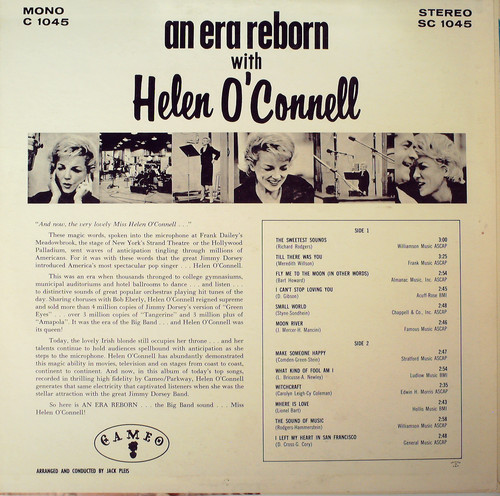 MONO
C 1045
STEREO
SC 1045
an era reborn
with
Helen O'Connell
"And now, the very lovely Miss Helen O'Connell . . ."
These magic words, spoken into the microphone at Frank Dailey's
Meadowbrook, the stage of New York's Strand Theatre or the Hollywood
Palladium, sent waves of anticipation tingling through millions of
Americans. For it was with these words that the great Jimmy Dorsey
introduced America's most spectacular pop singer . . . Helen O'Connell.
This was an era when thousands thronged to college gymnasiums,
municipal auditoriums and hotel ballrooms to dance . . . and listen . . .
to distinctive sounds of great popular orchestras playing hit tunes of the
day. Sharing choruses with Bob Eberly, Helen O'Connell reigned supreme
and sold more than 4 million copies of Jimmy Dorsey's version of "Green
Eyes" . . . over 3 million copies of "Tangerine" and 3 million plus of
"Amapola". It was the era of the Big Band . . . and Helen O'Connell was
its queen!
Today, the lovely Irish blonde still occupies her throne . . . and her
talents continue to hold audiences spellbound with anticipation as she
steps to the microphone. Helen O'Connell has abundantly demonstrated
this magic ability in movies, television and on stages from coast to coast,
continent to continent. And now, in this album of today's top songs,
recorded in thrilling high fidelity by Cameo/Parkway, Helen O'Connell
generates that same electricity that captivated listeners when she was the
stellar attraction with the great Jimmy Dorsey Band.
So here is AN ERA REBORN . . . the Big Band sound . . . Miss
Helen O'Connell!
CAMEO
ARRANGED AND CONDUCTED BY JACK PLEIS
SIDE 1
THE SWEETEST SOUNDS 3:00
(Richard Rodgers) Williamson Music ASCAP
TILL THERE WAS YOU 3:25
(Meredith Willson) Frank Music ASCAP
FLY ME TO THE MOON (IN OTHER WORDS) 2:21
(Bart Howard) Almanac Music, Inc. ASCAP
I CAN'T STOP LOVING YOU 2:45
(D. Gibson) Acuff-Rose BMI
SMALL WORLD 2:48
(Styne-Sondheim) Chappell & Co., Inc. ASCAP
MOON RIVER 2:46
(J. Mercer-H. Mancini) Famous Music ASCAP
SIDE 2
MAKE SOMEONE HAPPY 2:47
(Comden-Green-Stein) Stratford Music ASCAP
WHAT KIND OF FOOL AM I 2:54
(L. Bricusse-A. Newley) Ludlow Music BMI
WITCHCRAFT 2:35
(Carolyn Leigh-Cy Coleman) Edwin H. Morris ASCAP
WHERE IS LOVE 2:43
(Lionel Bart) Hollis Music BMI
THE SOUND OF MUSIC 2:58
(Rodgers-Hammerstein) Williamson Music ASCAP
I LEFT MY HEART IN SAN FRANCISCO 2:48
(D. Cross-G. Cory) General Music ASCAP